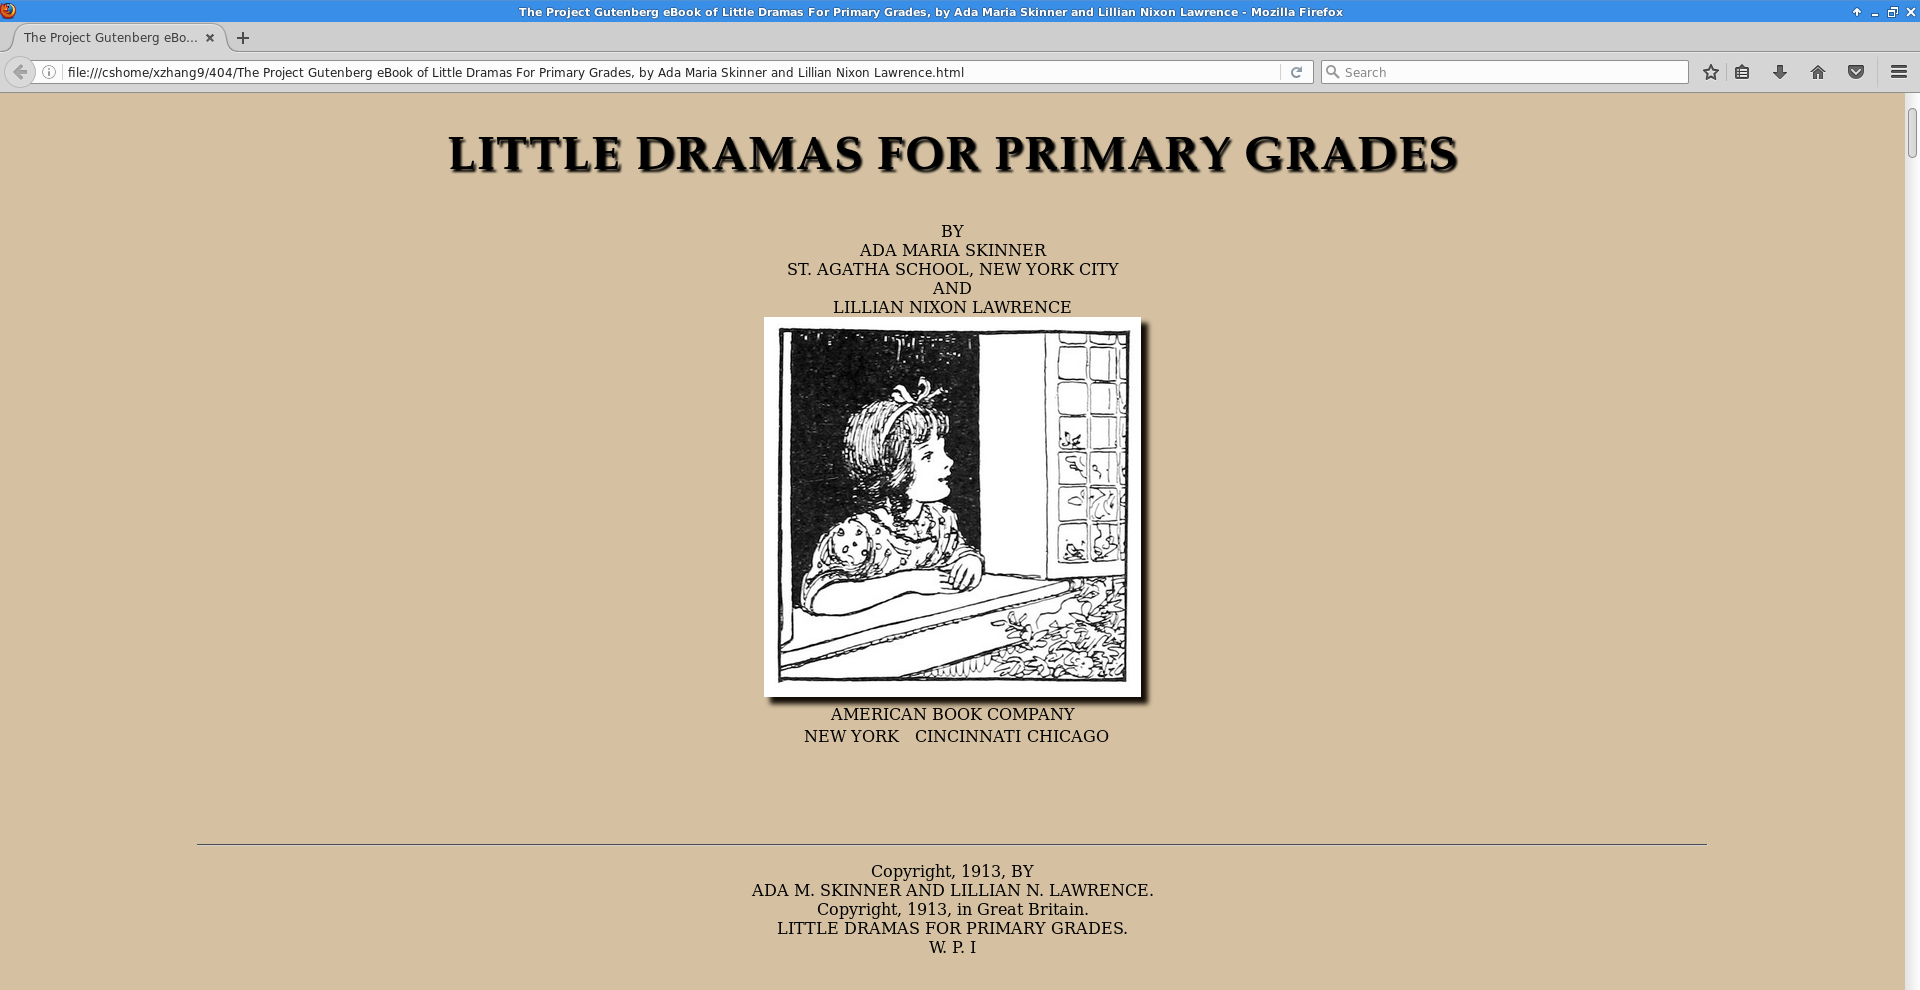 The Project Gutenberg eBook of Little Dramas For Primary Grades, by Ada Maria Skinner and Lillian Nixon Lawrence - Mozilla Firefox
The Project Gutenberg eBo...
file:///cshome/xzhang9/404/The Project Gutenberg eBook of Little Dramas For Primary Grades, by Ada Maria Skinner and Lillian Nixon Lawrence.html
Search
LITTLE DRAMAS FOR PRIMARY GRADES
BY
ADA MARIA SKINNER
ST. AGATHA SCHOOL, NEW YORK CITY
AND
LILLIAN NIXON LAWRENCE
AMERICAN BOOK COMPANY
NEW YORK CINCINNATI CHICAGO
Copyright, 1913, BY
ADA M. SKINNER AND LILLIAN N. LAWRENCE.
Copyright, 1913, in Great Britain.
LITTLE DRAMAS FOR PRIMARY GRADES.
W. P. I